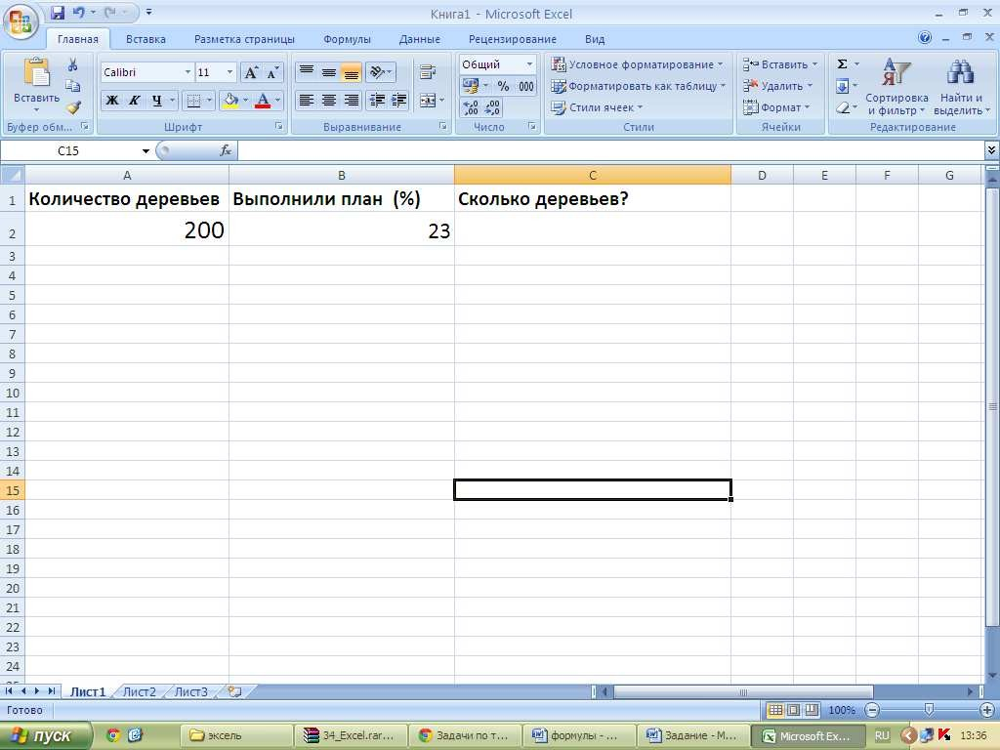 Книга1 - Microsoft Excel
Главная Вставка Разметка страницы Формулы Данные Рецензирование Вид
Вставить
Буфер обм...
Calibri 11
Ж К Ч
Шрифт
Выравнивание
Общий
% 000
Число
Условное форматирование
Форматировать как таблицу
Стили ячеек
Стили
Вставить
Удалить
Формат
Ячейки
Σ
Сортировка и фильтр
Найти и выделить
Редактирование
C15 fx
A B C D E F G
1 Количество деревьев Выполнили план (%) Сколько деревьев?
2 200 23
3
4
5
6
7
8
9
10
11
12
13
14
15
16
17
18
19
20
21
22
23
24
Лист1 Лист2 Лист3
Готово 100%
пуск эксель 34_Excel.rar... Задачи по т... формулы - ... Задание - M... Microsoft Ex... RU 13:36